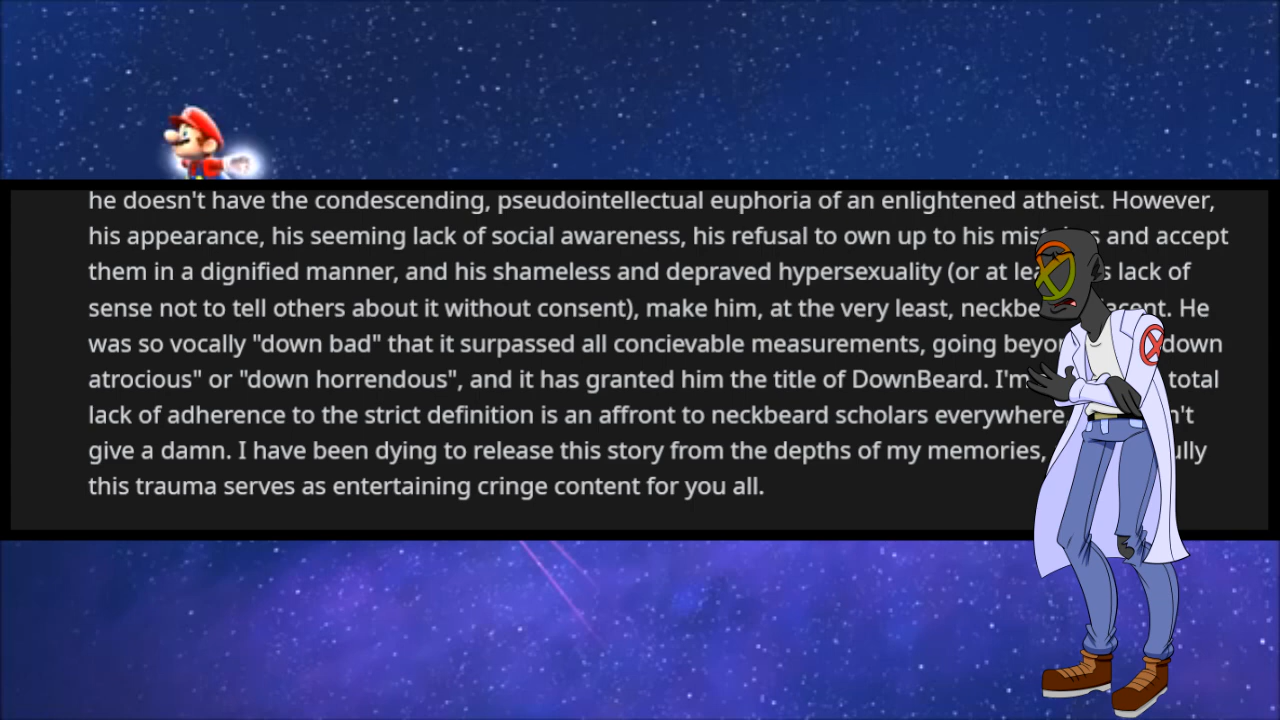 he doesn't have the condescending, pseudointellectual euphoria of an enlightened atheist. However,
his appearance, his seeming lack of social awareness, his refusal to own up to his and accept
them in a dignified manner, and his shameless and depraved hypersexuality (or at lack of
sense not to tell others about it without consent), make him, at the very least, He
was so vocally "down bad" that it surpassed all concievable measurements, going down
atrocious" or "down horrendous", and it has granted him the title of DownBeard. I'm total
lack of adherence to the strict definition is an affront to neckbeard scholars everywhere
give a damn. I have been dying to release this story from the depths of my memories,
this trauma serves as entertaining cringe content for you all.